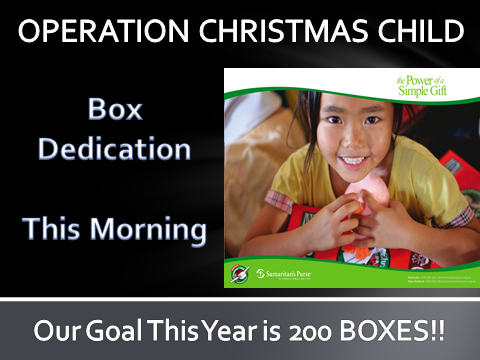 OPERATION CHRISTMAS CHILD
the Power of a
Simple Gift
Box
Dedication
This Morning
Samaritan's Purse
Our Goal This Year is 200 BOXES!!